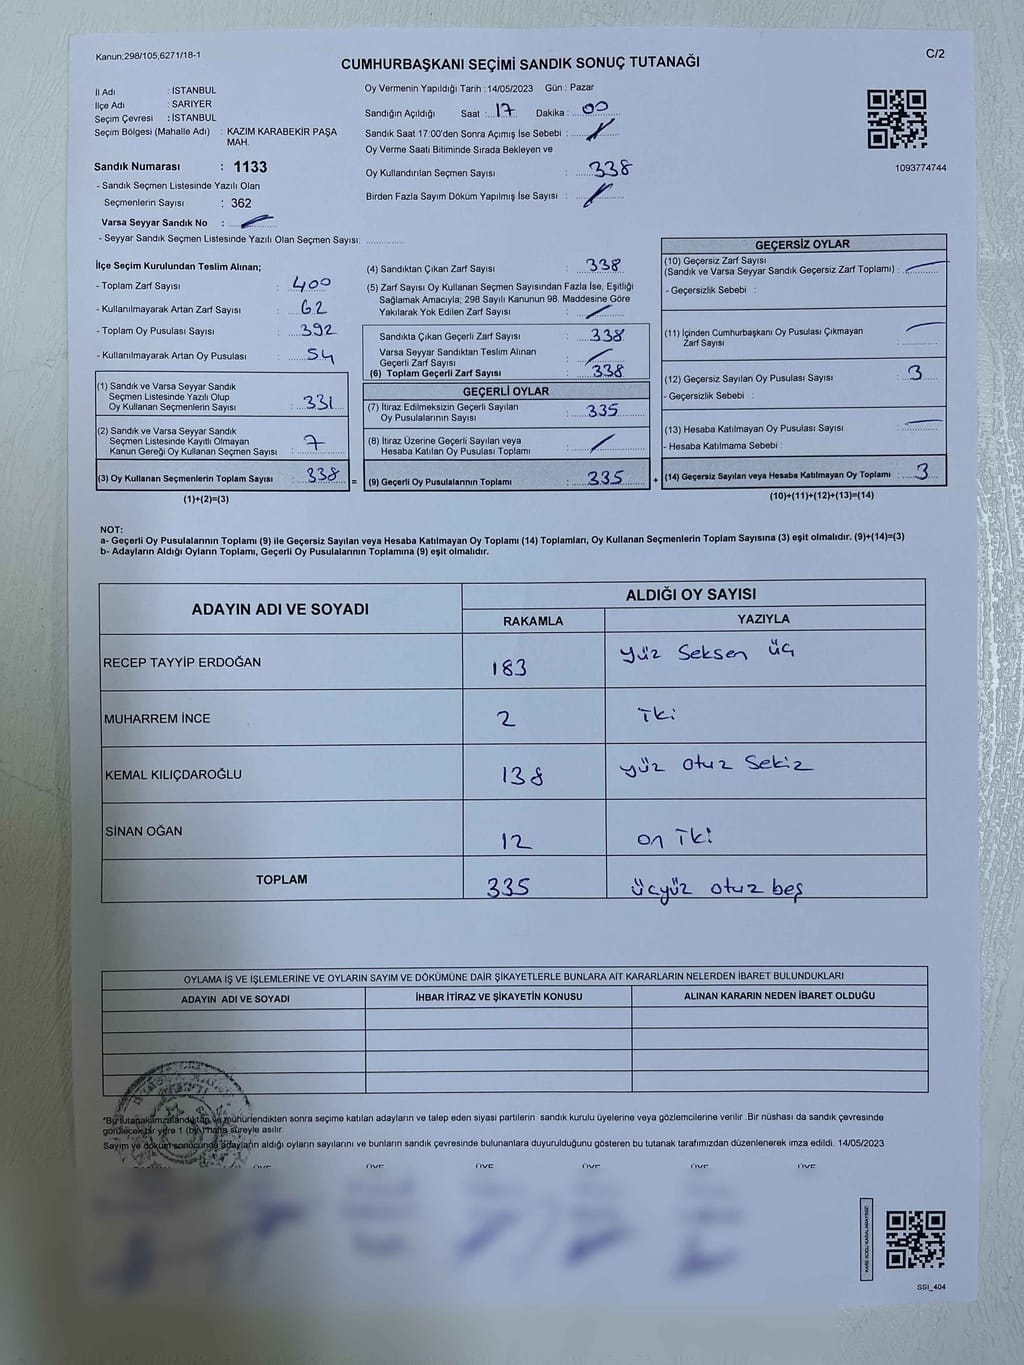 Kanun:298/105,6271/18-1
C/2
CUMHURBAŞKANI SEÇİMİ SANDIK SONUÇ TUTANAĞI
İl Adı : İSTANBUL
İlçe Adı : SARIYER
Seçim Çevresi : İSTANBUL
Seçim Bölgesi (Mahalle Adı) : KAZIM KARABEKİR PAŞA
MAH.
Sandık Numarası : 1133
- Sandık Seçmen Listesinde Yazılı Olan
Seçmenlerin Sayısı : 362
Varsa Seyyar Sandık No :
- Seyyar Sandık Seçmen Listesinde Yazılı Olan Seçmen Sayısı:
Oy Vermenin Yapıldığı Tarih :14/05/2023 Gün : Pazar
Sandığın Açıldığı Saat : 17 Dakika : 00
Sandık Saat 17:00'den Sonra Açımış İse Sebebi :
Oy Verme Saati Bitiminde Sırada Bekleyen ve
Oy Kullandırılan Seçmen Sayısı : 338
Birden Fazla Sayım Döküm Yapılmış İse Sayısı :
1093774744
İlçe Seçim Kurulundan Teslim Alınan;
- Toplam Zarf Sayısı : 400
- Kullanılmayarak Artan Zarf Sayısı : 62
- Toplam Oy Pusulası Sayısı : 392
- Kullanılmayarak Artan Oy Pusulası : 54
(1) Sandık ve Varsa Seyyar Sandık
Seçmen Listesinde Yazılı Olup
Oy Kullanan Seçmenlerin Sayısı : 331
(2) Sandık ve Varsa Seyyar Sandık
Seçmen Listesinde Kayıtlı Olmayan
Kanun Gereği Oy Kullanan Seçmen Sayısı : 7
(3) Oy Kullanan Seçmenlerin Toplam Sayısı : 338 =
(1)+(2)=(3)
(4) Sandıktan Çıkan Zarf Sayısı : 338
(5) Zarf Sayısı Oy Kullanan Seçmen Sayısından Fazla İse, Eşitliği
Sağlamak Amacıyla; 298 Sayılı Kanunun 98. Maddesine Göre
Yakılarak Yok Edilen Zarf Sayısı :
Sandıkta Çıkan Geçerli Zarf Sayısı : 338
Varsa Seyyar Sandıktan Teslim Alınan
Geçerli Zarf Sayısı :
(6) Toplam Geçerli Zarf Sayısı : 338
GEÇERLİ OYLAR
(7) İtiraz Edilmeksizin Geçerli Sayılan
Oy Pusulalarının Sayısı : 335
(8) İtiraz Üzerine Geçerli Sayılan veya
Hesaba Katılan Oy Pusulası Toplamı :
(9) Geçerli Oy Pusulalarının Toplamı : 335 +
GEÇERSİZ OYLAR
(10) Geçersiz Zarf Sayısı
(Sandık ve Varsa Seyyar Sandık Geçersiz Zarf Toplamı) :
- Geçersizlik Sebebi :
(11) İçinden Cumhurbaşkanı Oy Pusulası Çıkmayan
Zarf Sayısı :
(12) Geçersiz Sayılan Oy Pusulası Sayısı : 3
- Geçersizlik Sebebi :
(13) Hesaba Katılmayan Oy Pusulası Sayısı :
- Hesaba Katılmama Sebebi :
(14) Geçersiz Sayılan veya Hesaba Katılmayan Oy Toplamı : 3
(10)+(11)+(12)+(13)=(14)
NOT:
a- Geçerli Oy Pusulalarının Toplamı (9) ile Geçersiz Sayılan veya Hesaba Katılmayan Oy Toplamı (14) Toplamları, Oy Kullanan Seçmenlerin Toplam Sayısına (3) eşit olmalıdır. (9)+(14)=(3)
b- Adayların Aldığı Oyların Toplamı, Geçerli Oy Pusulalarının Toplamına (9) eşit olmalıdır.
ADAYIN ADI VE SOYADI
ALDIĞI OY SAYISI
RAKAMLA YAZIYLA
RECEP TAYYİP ERDOĞAN 183 yüz seksen üç
MUHARREM İNCE 2 iki
KEMAL KILIÇDAROĞLU 138 yüz otuz sekiz
SİNAN OĞAN 12 on iki
TOPLAM 335 üçyüz otuz beş
OYLAMA İŞ VE İŞLEMLERİNE VE OYLARIN SAYIM VE DÖKÜMÜNE DAİR ŞİKAYETLERLE BUNLARA AİT KARARLARIN NELERDEN İBARET BULUNDUKLARI
ADAYIN ADI VE SOYADI İHBAR İTİRAZ VE ŞİKAYETİN KONUSU ALINAN KARARIN NEDEN İBARET OLDUĞU
*Bu tutanak imzalandıktan ve mühürlendikten sonra seçime katılan adayların ve talep eden siyasi partilerin sandık kurulu üyelerine veya gözlemcilerine verilir .Bir nüshası da sandık çevresinde
görülecek bir yere 1 (bir) hafta süreyle asılır.
Sayım ve döküm sonucunda adayların aldığı oyların sayılarını ve bunların sandık çevresinde bulunanlara duyurulduğunu gösteren bu tutanak tarafımızdan düzenlenerek imza edildi. 14/05/2023
ÜYE ÜYE ÜYE ÜYE ÜYE ÜYE
KARE KODU KARALAMAYINIZ!
SSİ_404